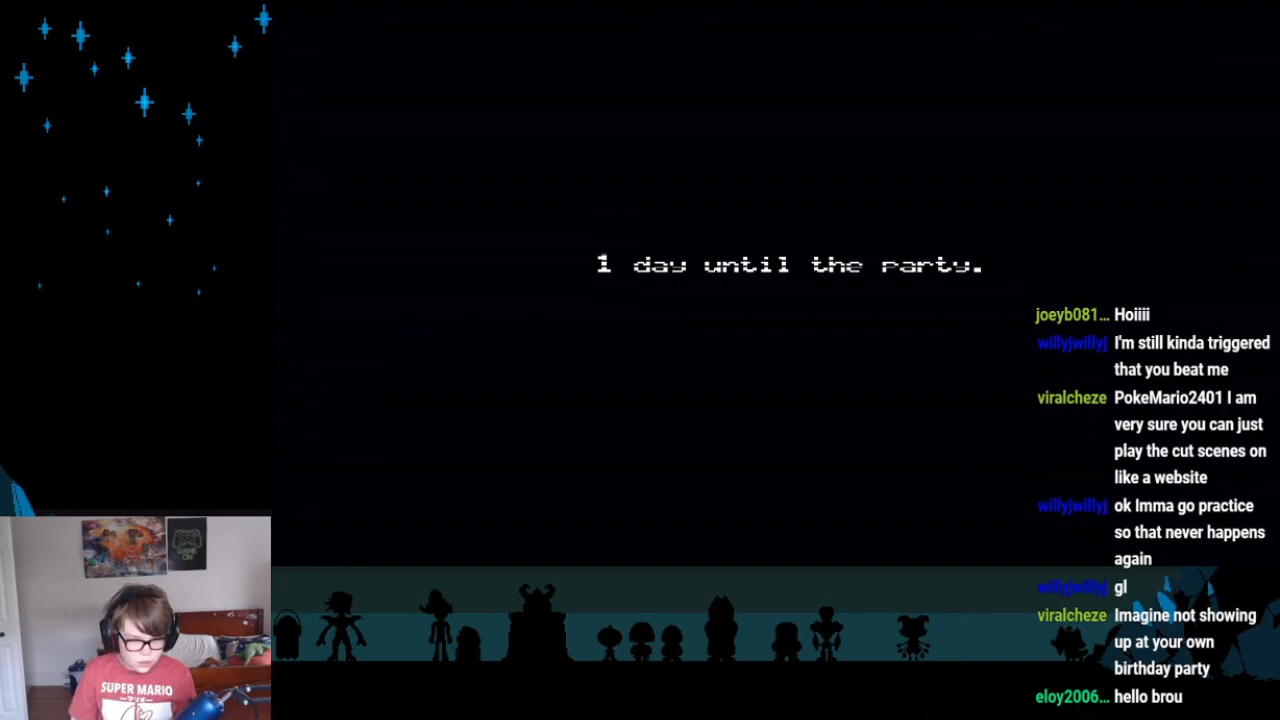 1 day until the party.
joeyb081... Hoiiii
willyjwillyj I'm still kinda triggered
that you beat me
viralcheze PokeMario2401 I am
very sure you can just
play the cut scenes on
like a website
willyjwillyj ok Imma go practice
so that never happens
again
willyjwillyj gl
viralcheze Imagine not showing
up at your own
birthday party
eloy2006... hello brou
GAME
ON
SUPER MARIO